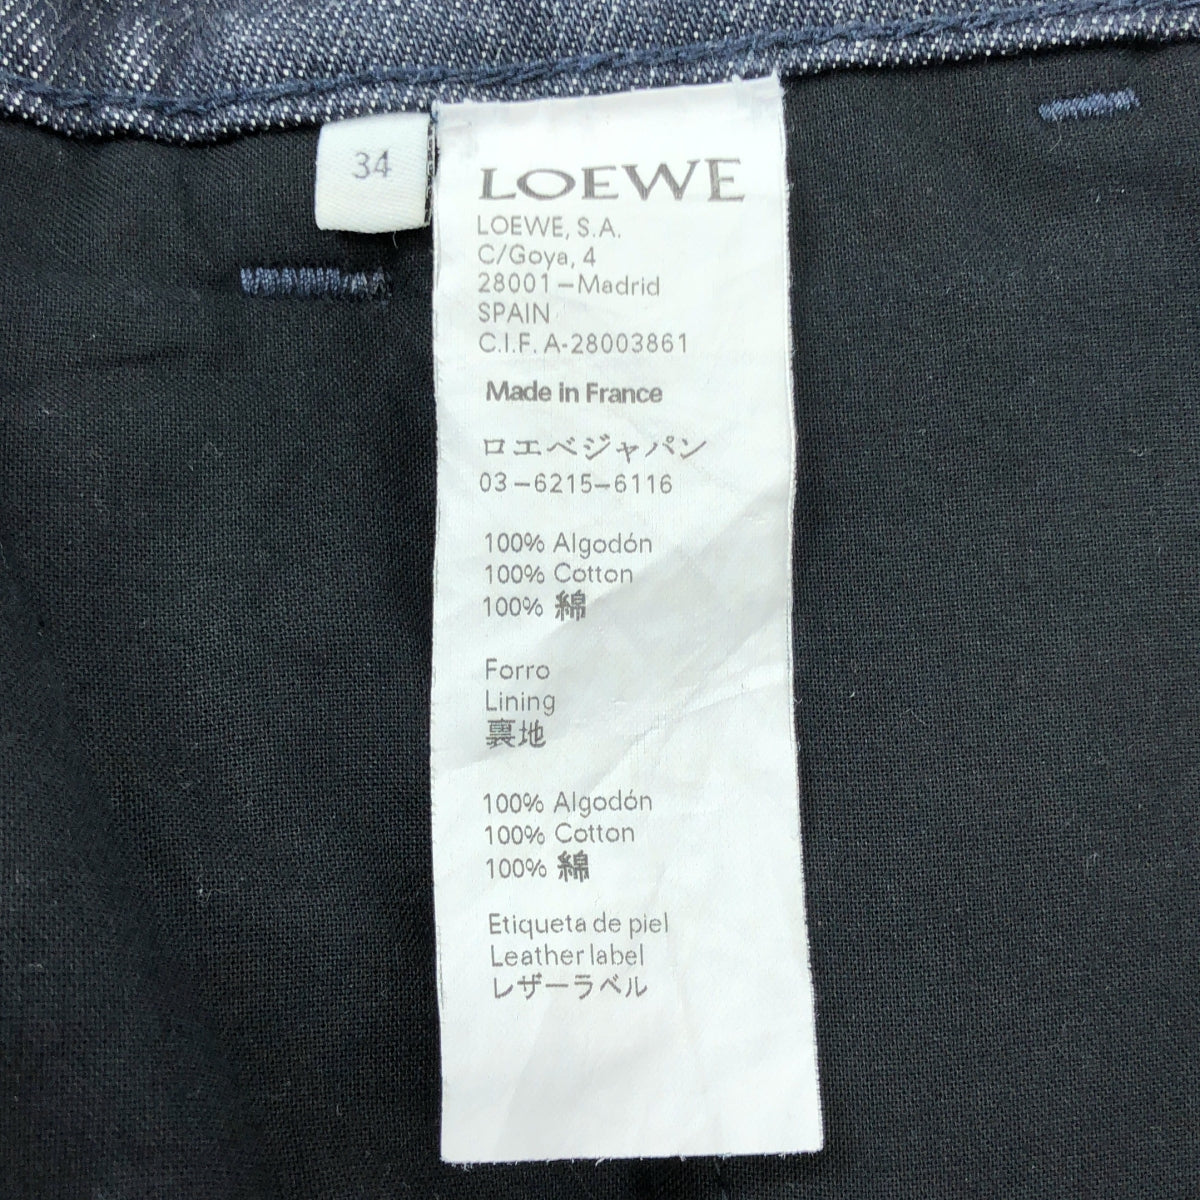 34
LOEWE
LOEWE, S.A.
C/Goya, 4
28001 – Madrid
SPAIN
C.I.F. A-28003861
Made in France
ロエベジャパン
03–6215–6116
100% Algodón
100% Cotton
100% 綿
Forro
Lining
裏地
100% Algodón
100% Cotton
100% 綿
Etiqueta de piel
Leather label
レザーラベル